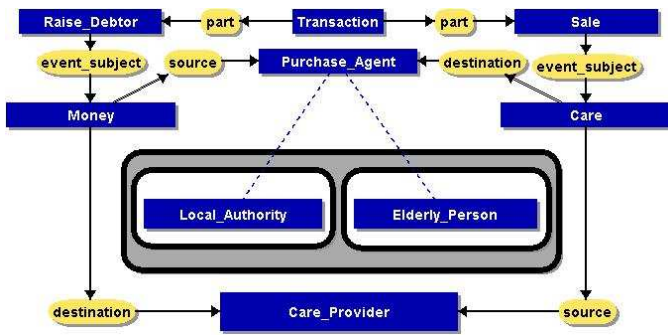 Raise_Debtor part Transaction part Sale
event_subject source Purchase_Agent destination event_subject
Money Care
Local_Authority Elderly_Person
destination Care_Provider source